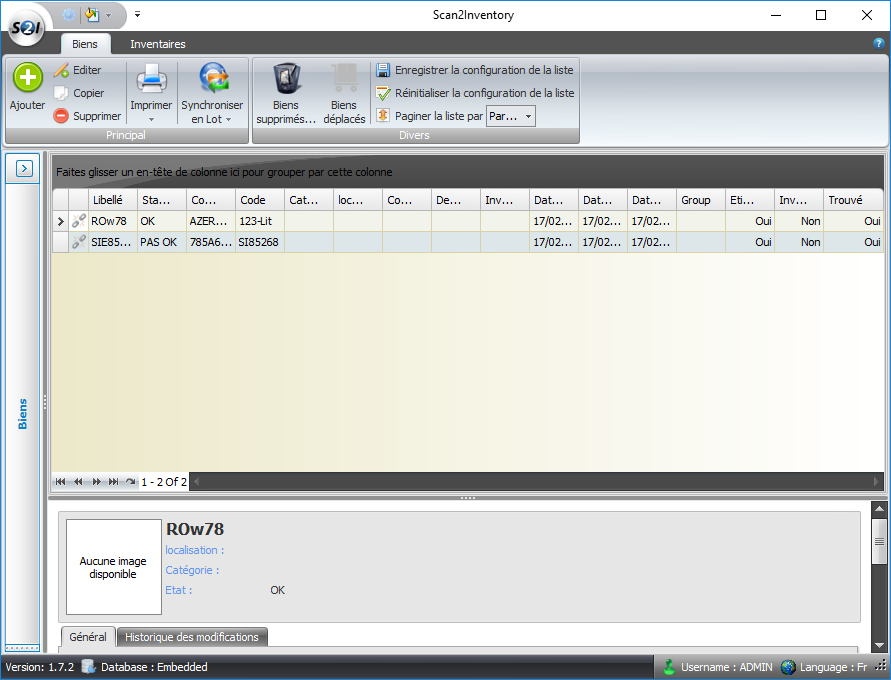 Scan2Inventory
S2I
Biens Inventaires
Ajouter
Editer
Copier
Supprimer
Imprimer
Synchroniser
en Lot
Principal
Biens
supprimés...
Biens
déplacés
Enregistrer la configuration de la liste
Réinitialiser la configuration de la liste
Paginer la liste par Par...
Divers
Faites glisser un en-tête de colonne ici pour grouper par cette colonne
Libellé Sta... Co... Code Cat... loc... Co... De... Inv... Dat... Dat... Dat... Group Eti... Inv... Trouvé
ROw78 OK AZER... 123-Lit 17/02... 17/02... 17/02... Oui Non Oui
SIE85... PAS OK 785A6... SI85268 17/02... 17/02... 17/02... Oui Non Oui
Biens
1 - 2 Of 2
Aucune image
disponible
ROw78
localisation :
Catégorie :
Etat : OK
Général Historique des modifications
Version: 1.7.2 Database : Embedded Username : ADMIN Language : Fr